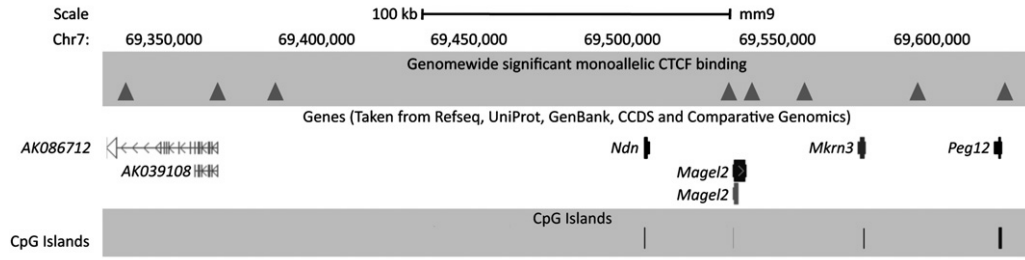 Scale 100 kb mm9
Chr7: 69,350,000 69,400,000 69,450,000 69,500,000 69,550,000 69,600,000
Genomewide significant monoallelic CTCF binding
Genes (Taken from Refseq, UniProt, GenBank, CCDS and Comparative Genomics)
AK086712 Ndn Mkrn3 Peg12
AK039108 Magel2
Magel2
CpG Islands
CpG Islands